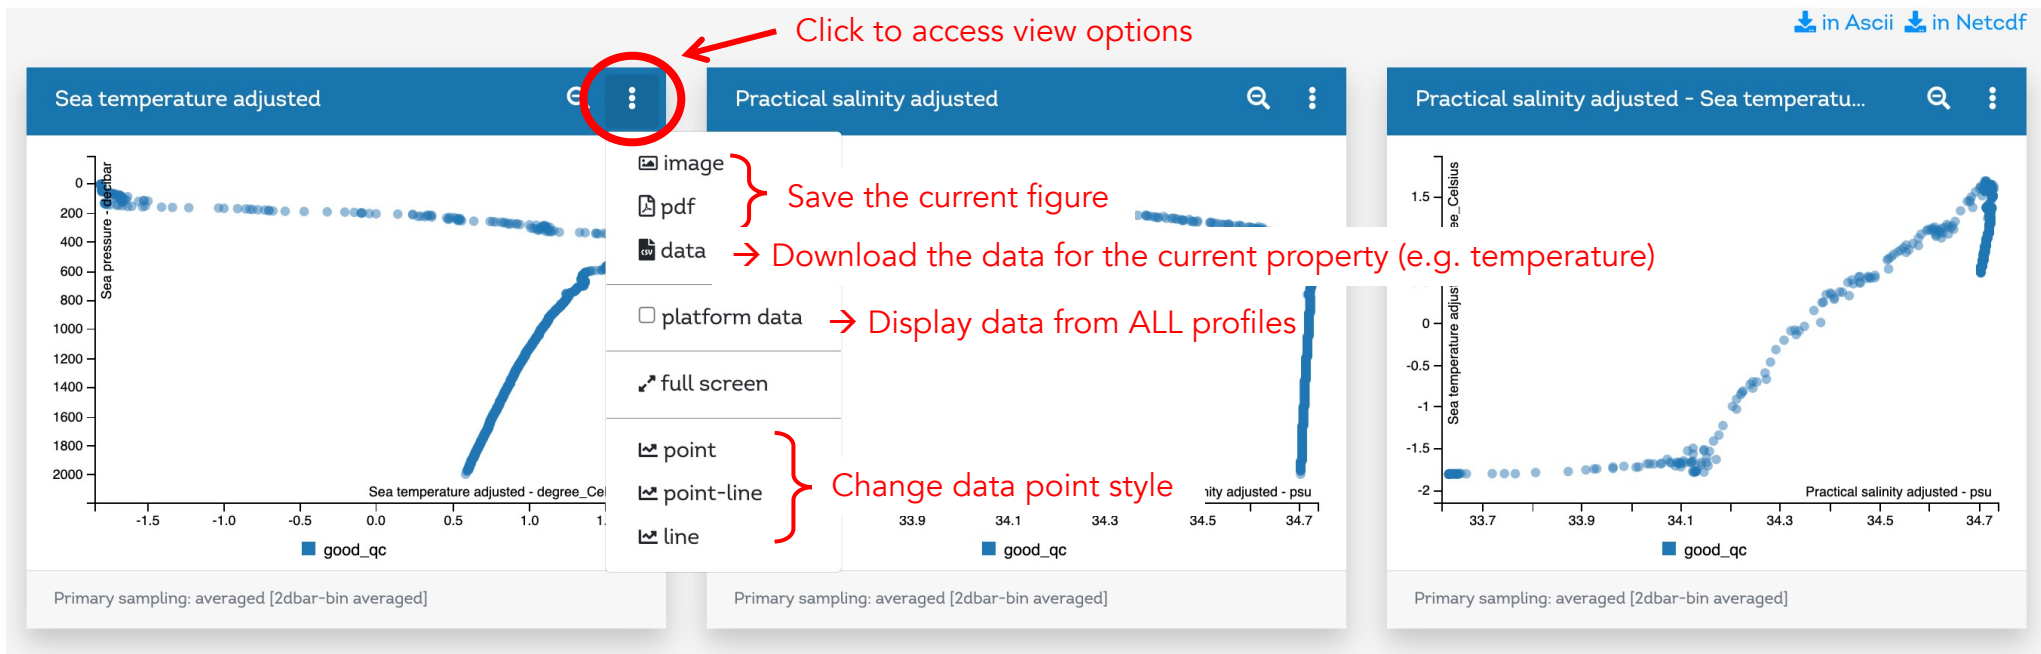 Click to access view options
in Ascii in Netcdf
Sea temperature adjusted
Practical salinity adjusted
Practical salinity adjusted - Sea temperatu...
image
pdf
data
platform data
full screen
point
point-line
line
Save the current figure
→ Download the data for the current property (e.g. temperature)
→ Display data from ALL profiles
Change data point style
Sea pressure - decibar
0
200
400
600
800
1000
1200
1400
1600
1800
2000
Sea temperature adjusted - degree_Cel
-1.5 -1.0 -0.5 0.0 0.5 1.0 1.
good_qc
Primary sampling: averaged [2dbar-bin averaged]
nity adjusted - psu
33.9 34.1 34.3 34.5 34.7
good_qc
Primary sampling: averaged [2dbar-bin averaged]
ee_Celsius
Sea temperature adjus
1.5
0
-0.5
-1
-1.5
-2
Practical salinity adjusted - psu
33.7 33.9 34.1 34.3 34.5 34.7
good_qc
Primary sampling: averaged [2dbar-bin averaged]